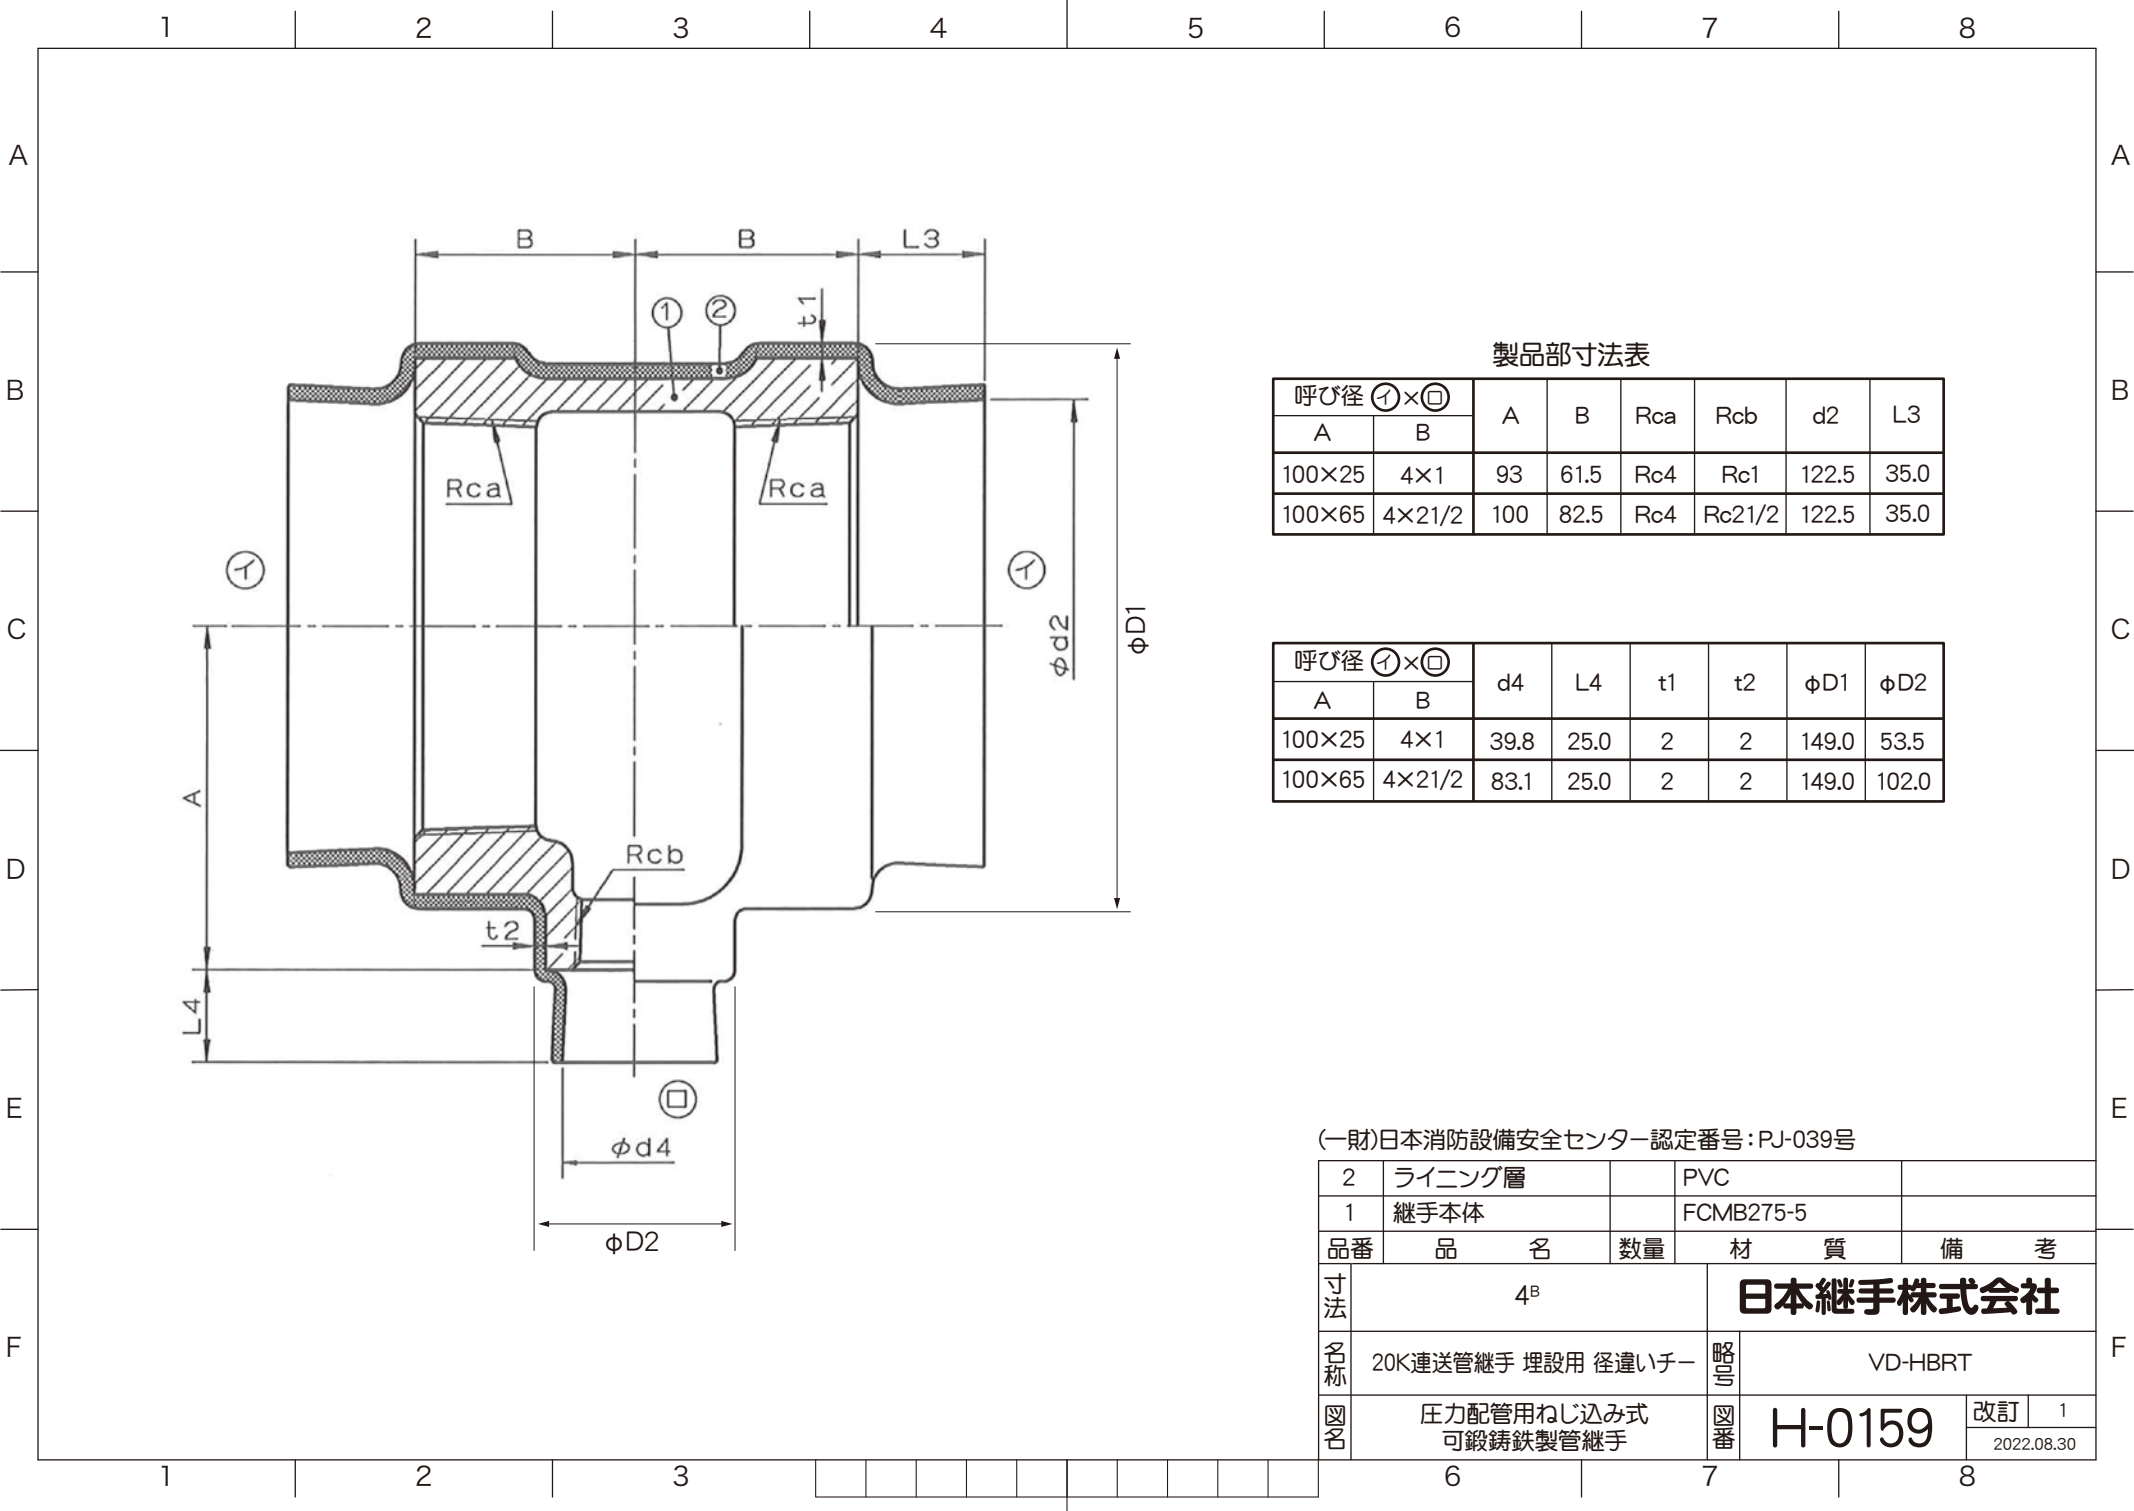 1 2 3 4 5 6 7 8
A A
B B
C C
D D
E E
F F
B B L3
① ② t1
Rca Rca
㋑ ㋑
φd2 φD1
A
Rcb
t2
L4
㋺
φd4
φD2
製品部寸法表
呼び径 ㋑×㋺ A B Rca Rcb d2 L3
A B
100×25 4×1 93 61.5 Rc4 Rc1 122.5 35.0
100×65 4×21/2 100 82.5 Rc4 Rc21/2 122.5 35.0
呼び径 ㋑×㋺ d4 L4 t1 t2 φD1 φD2
A B
100×25 4×1 39.8 25.0 2 2 149.0 53.5
100×65 4×21/2 83.1 25.0 2 2 149.0 102.0
(一財)日本消防設備安全センター認定番号：PJ-039号
2 ライニング層 PVC
1 継手本体 FCMB275-5
品番 品名 数量 材質 備考
寸法 4B 日本継手株式会社
名称 20K連送管継手 埋設用 径違いチー 略号 VD-HBRT
図名 圧力配管用ねじ込み式
可鍛鋳鉄製管継手
図番 H-0159 改訂 1
2022.08.30
1 2 3 6 7 8